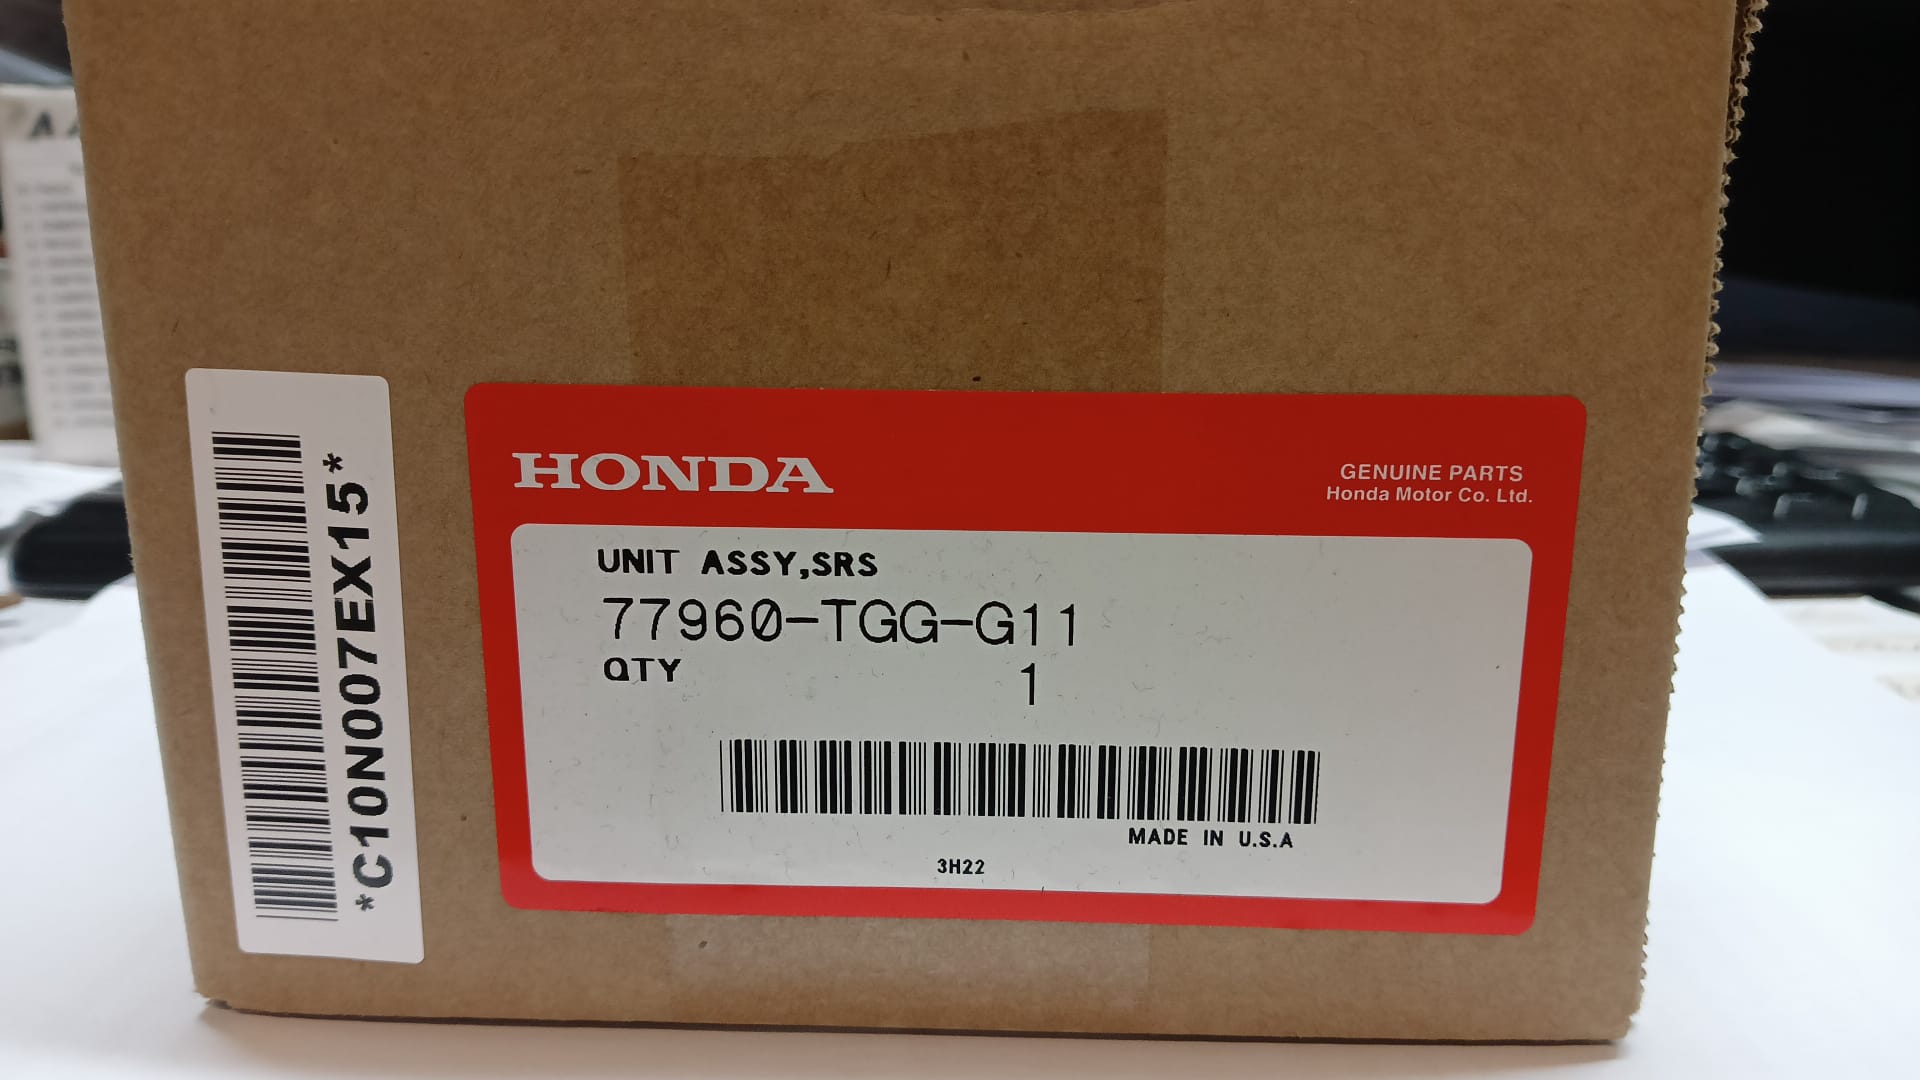 *C10N007EX15*
HONDA
GENUINE PARTS
Honda Motor Co. Ltd.
UNIT ASSY,SRS
77960-TGG-G11
QTY 1
MADE IN U.S.A
3H22